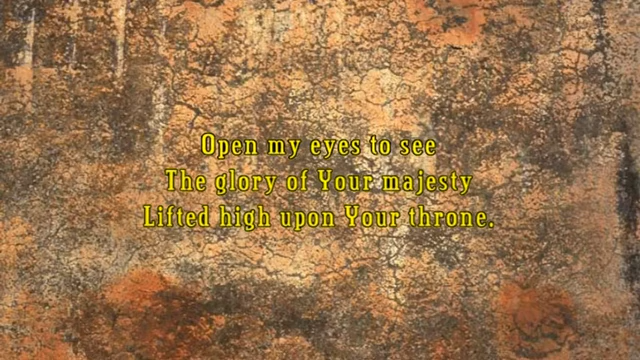 Open my eyes to see
The glory of Your majesty
Lifted high upon Your throne.